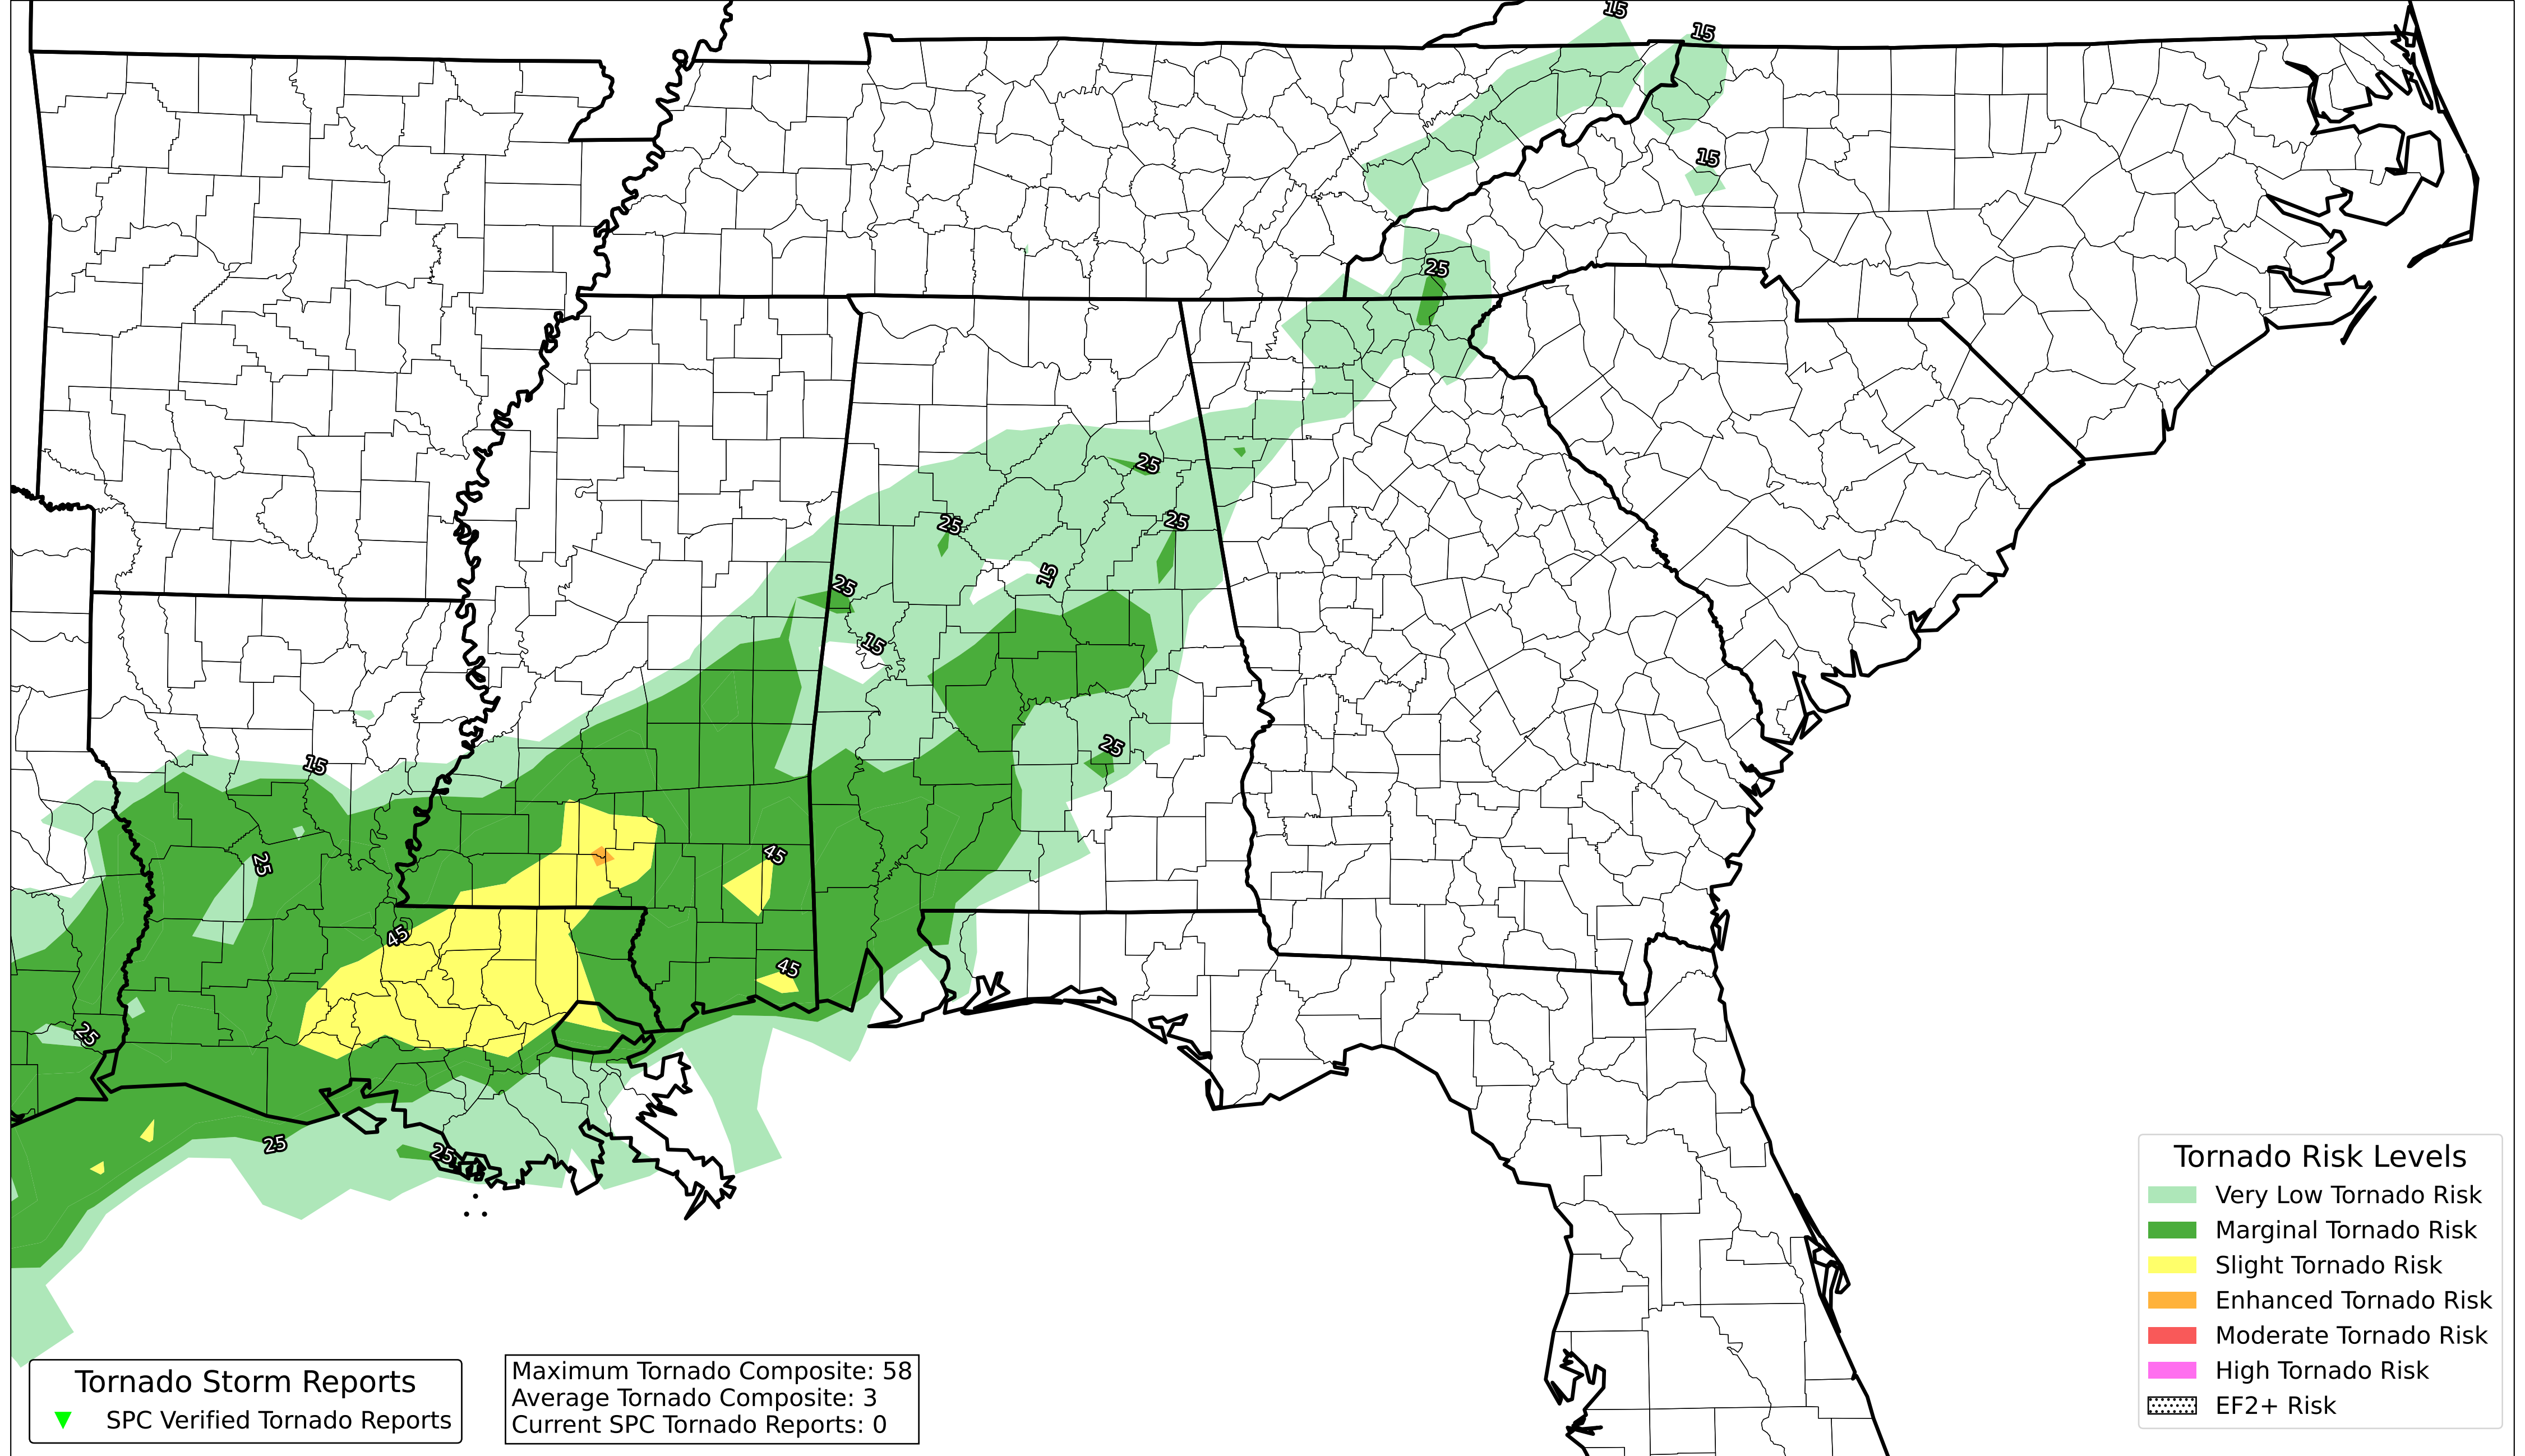 15
15
15
25
25
25
25
25
15
15
25
15
45
25
45
45
25
25
25
Tornado Risk Levels
Very Low Tornado Risk
Marginal Tornado Risk
Slight Tornado Risk
Enhanced Tornado Risk
Moderate Tornado Risk
High Tornado Risk
EF2+ Risk
Tornado Storm Reports
SPC Verified Tornado Reports
Maximum Tornado Composite: 58
Average Tornado Composite: 3
Current SPC Tornado Reports: 0